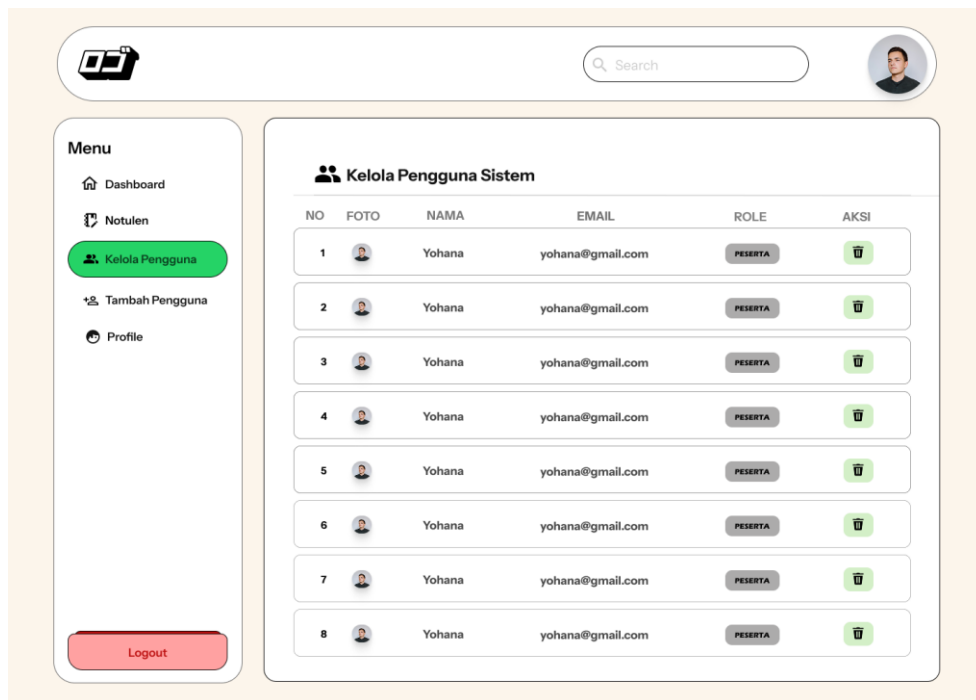 Search
Menu
Dashboard
Notulen
Kelola Pengguna
Tambah Pengguna
Profile
Logout
Kelola Pengguna Sistem
NO FOTO NAMA EMAIL ROLE AKSI
1 Yohana yohana@gmail.com PESERTA
2 Yohana yohana@gmail.com PESERTA
3 Yohana yohana@gmail.com PESERTA
4 Yohana yohana@gmail.com PESERTA
5 Yohana yohana@gmail.com PESERTA
6 Yohana yohana@gmail.com PESERTA
7 Yohana yohana@gmail.com PESERTA
8 Yohana yohana@gmail.com PESERTA